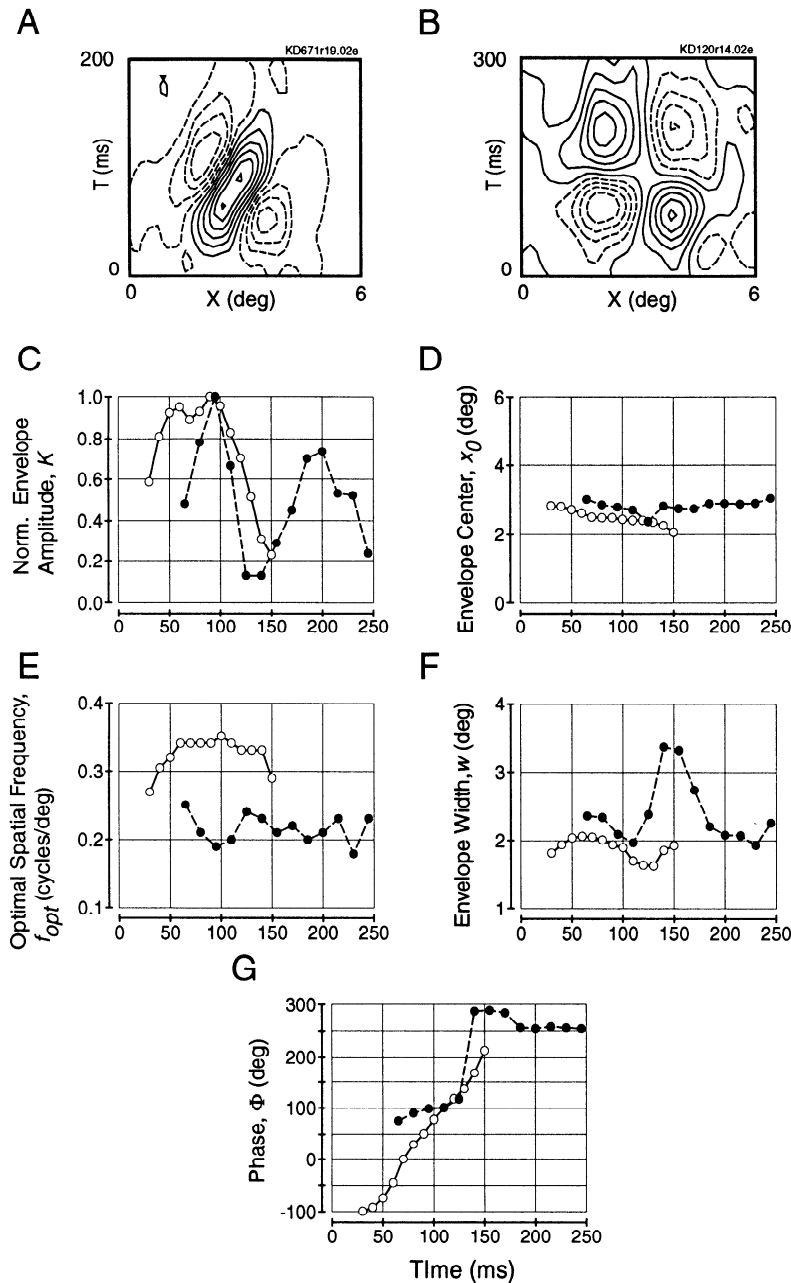 A
KD671r19.02e
200
T (ms)
0
0
X (deg)
6
B
KD120r14.02e
300
T (ms)
0
0
X (deg)
6
C
Norm. Envelope
Amplitude, K
1.0
0.8
0.6
0.4
0.2
0.0
0 50 100 150 200 250
D
Envelope Center, x0 (deg)
6
4
2
0
0 50 100 150 200 250
E
Optimal Spatial Frequency,
fopt (cycles/deg)
0.4
0.3
0.2
0.1
0 50 100 150 200 250
F
Envelope Width,w (deg)
4
3
2
1
0 50 100 150 200 250
G
Phase, Φ (deg)
300
200
100
0
-100
0 50 100 150 200 250
TIme (ms)